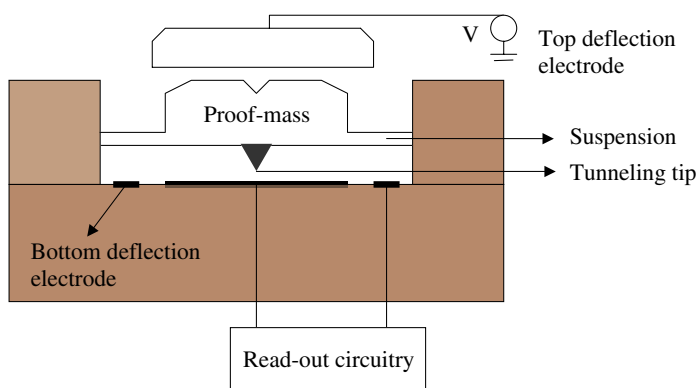 V
Top deflection
electrode
Proof-mass
Suspension
Tunneling tip
Bottom deflection
electrode
Read-out circuitry